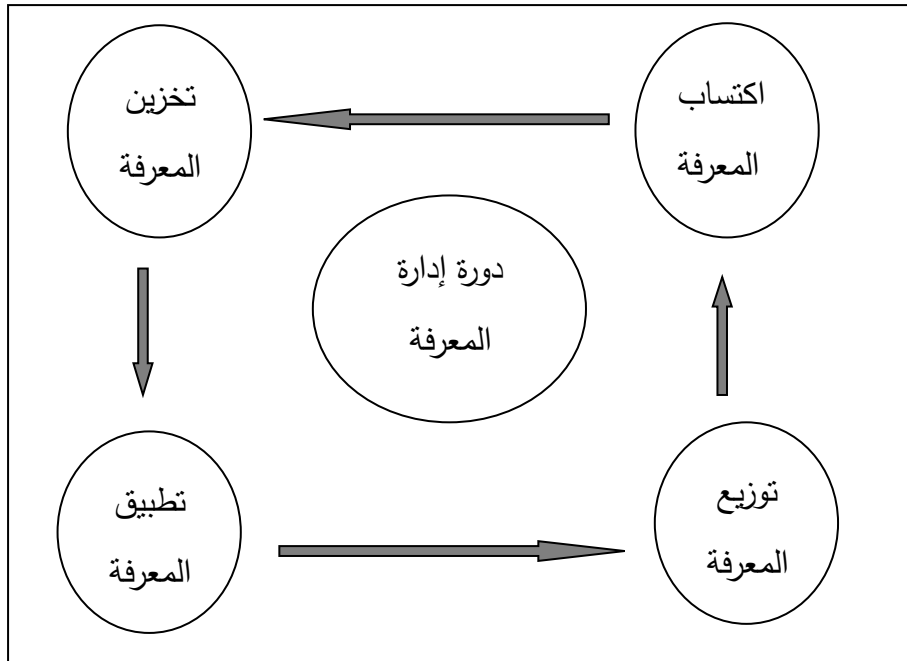 اكتساب
المعرفة
تخزين
المعرفة
دورة إدارة
المعرفة
توزيع
المعرفة
تطبيق
المعرفة